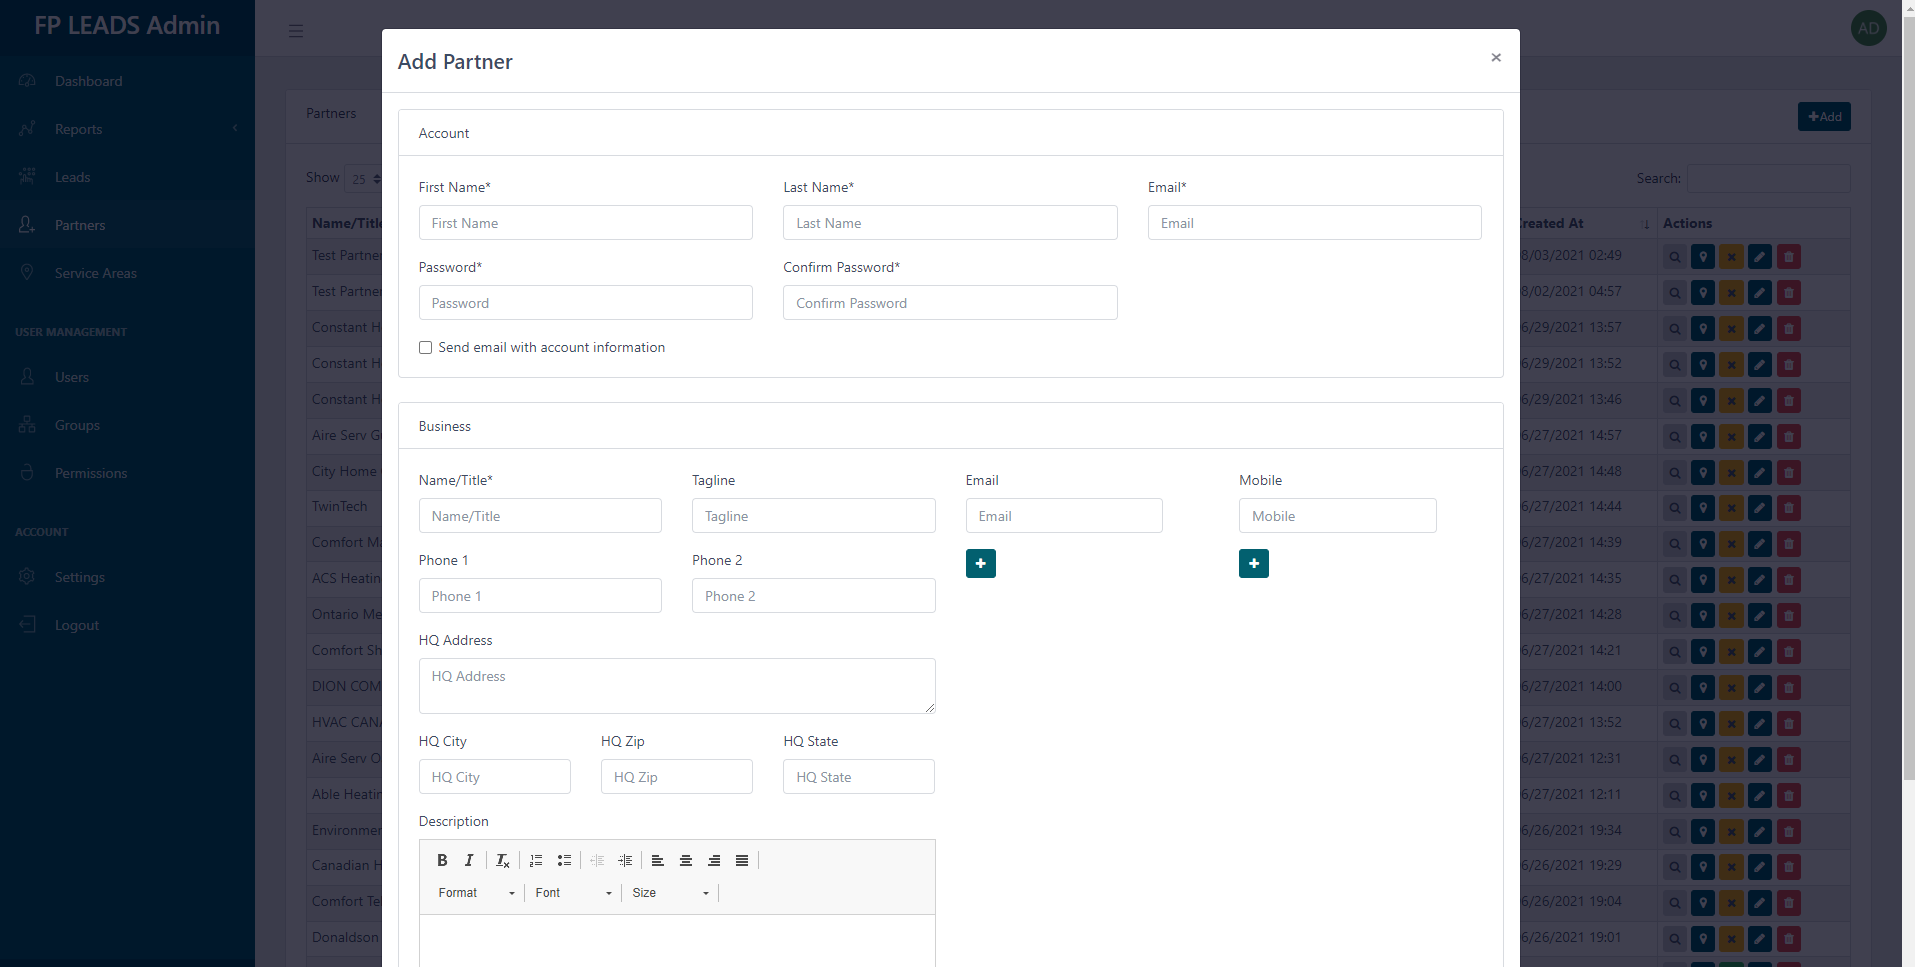 FP LEADS Admin
AD
Dashboard
Reports
Leads
Partners
Service Areas
USER MANAGEMENT
Users
Groups
Permissions
ACCOUNT
Settings
Logout
Partners
+Add
Show 25
Search:
Name/Title
Created At
Actions
Test Partner
8/03/2021 02:49
Test Partner
8/02/2021 04:57
Constant H
6/29/2021 13:57
Constant H
6/29/2021 13:52
Constant H
6/29/2021 13:46
Aire Serv G
6/27/2021 14:57
City Home
6/27/2021 14:48
TwinTech
6/27/2021 14:44
Comfort Ma
6/27/2021 14:39
ACS Heatin
6/27/2021 14:35
Ontario Me
6/27/2021 14:28
Comfort Sh
6/27/2021 14:21
DION COM
6/27/2021 14:00
HVAC CANA
6/27/2021 13:52
Aire Serv O
6/27/2021 12:31
Able Heatin
6/27/2021 12:11
Environmen
6/26/2021 19:34
Canadian H
6/26/2021 19:29
Comfort Te
6/26/2021 19:04
Donaldson
6/26/2021 19:01
Add Partner
×
Account
First Name*
Last Name*
Email*
First Name
Last Name
Email
Password*
Confirm Password*
Password
Confirm Password
Send email with account information
Business
Name/Title*
Tagline
Email
Mobile
Name/Title
Tagline
Email
Mobile
Phone 1
Phone 2
Phone 1
Phone 2
HQ Address
HQ Address
HQ City
HQ Zip
HQ State
HQ City
HQ Zip
HQ State
Description
Format
Font
Size